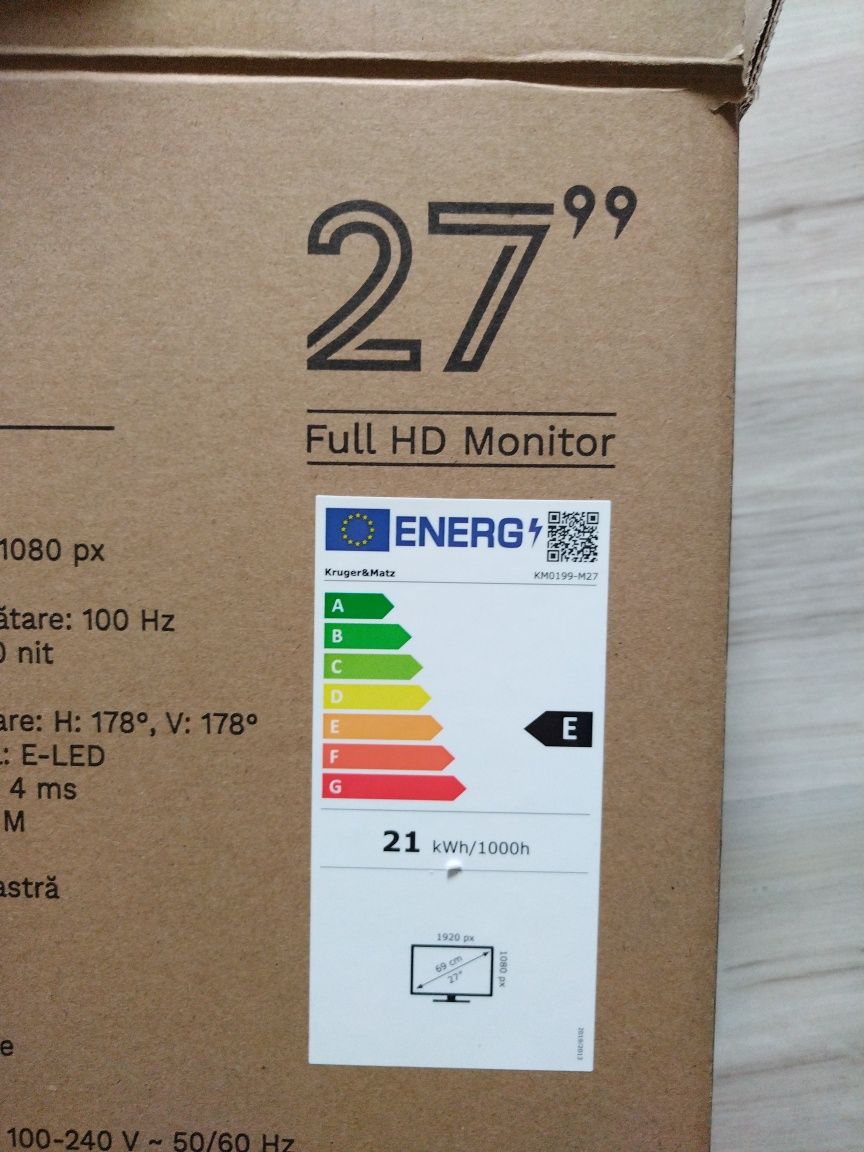 27”
Full HD Monitor
1080 px
ătare: 100 Hz
0 nit
are: H: 178°, V: 178°
.: E-LED
4 ms
M
astră
e
100-240 V ~ 50/60 Hz
ENERG
Kruger&Matz
KM0199-M27
A
B
C
D
E
E
F
G
21 kWh/1000h
1920 px
69 cm
27"
1080 px
2019/2013